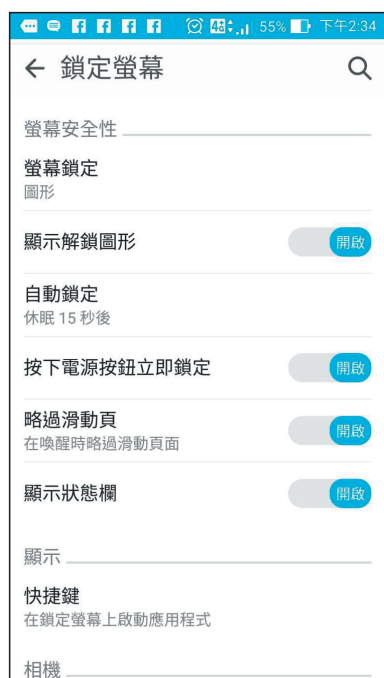 55% 下午2:34
鎖定螢幕
螢幕安全性
螢幕鎖定
圖形
顯示解鎖圖形 開啟
自動鎖定
休眠 15 秒後
按下電源按鈕立即鎖定 開啟
略過滑動頁 開啟
在喚醒時略過滑動頁面
顯示狀態欄 開啟
顯示
快捷鍵
在鎖定螢幕上啟動應用程式
相機